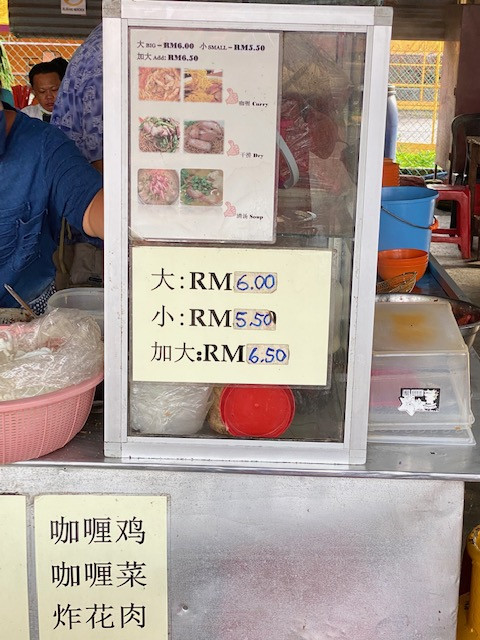 大 BIG – RM6.00 小 SMALL – RM5.50
加大 Add: RM6.50
咖喱 Curry
干捞 Dry
Soup
大:RM6.00
小:RM5.50
加大:RM6.50
咖喱鸡
咖喱菜
炸花肉